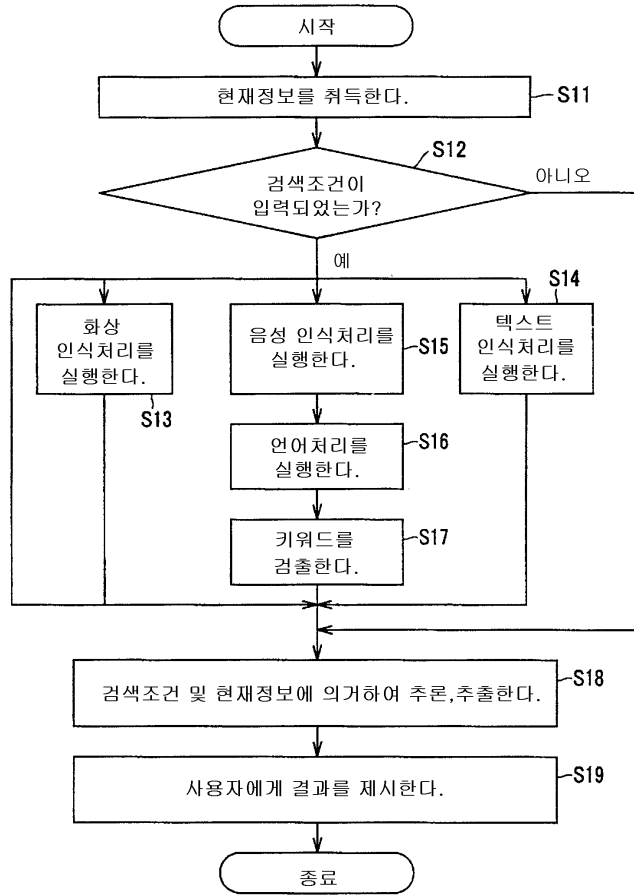 시작
현재정보를 취득한다.
S11
S12
검색조건이
입력되었는가?
아니오
예
화상
인식처리를
실행한다.
S13
음성 인식처리를
실행한다.
S15
텍스트
인식처리를
실행한다.
S14
언어처리를
실행한다.
S16
키워드를
검출한다.
S17
검색조건 및 현재정보에 의거하여 추론,추출한다.
S18
사용자에게 결과를 제시한다.
S19
종료